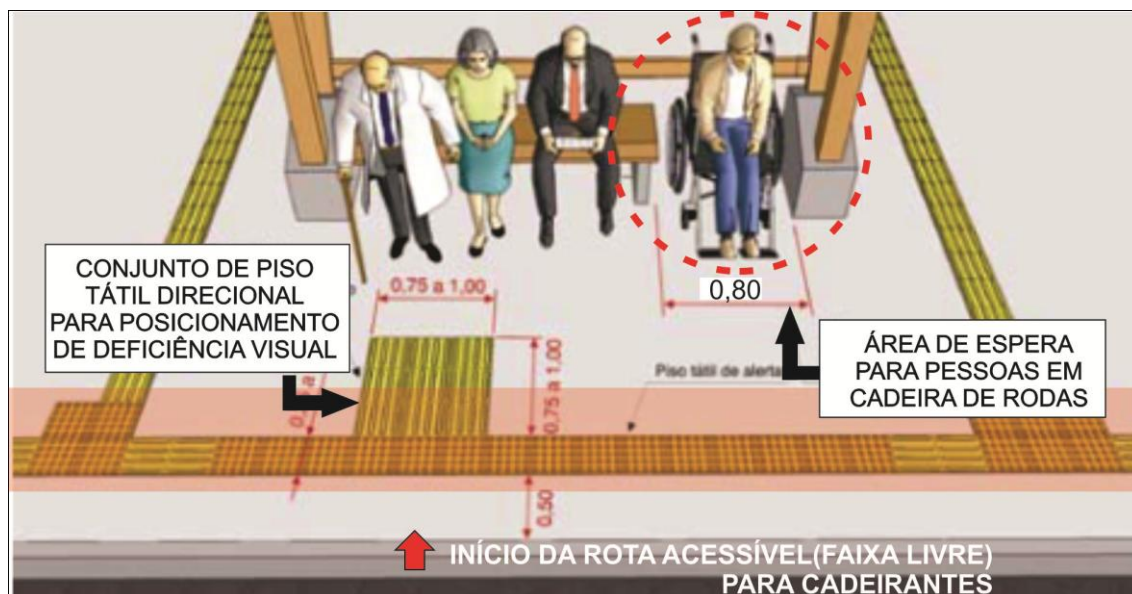 CONJUNTO DE PISO
TÁTIL DIRECIONAL
PARA POSICIONAMENTO
DE DEFICIÊNCIA VISUAL
0,75 a 1,00
0,80
ÁREA DE ESPERA
PARA PESSOAS EM
CADEIRA DE RODAS
0,75 a 1,00
Piso tátil de alerta
0,50
INÍCIO DA ROTA ACESSÍVEL(FAIXA LIVRE)
PARA CADEIRANTES